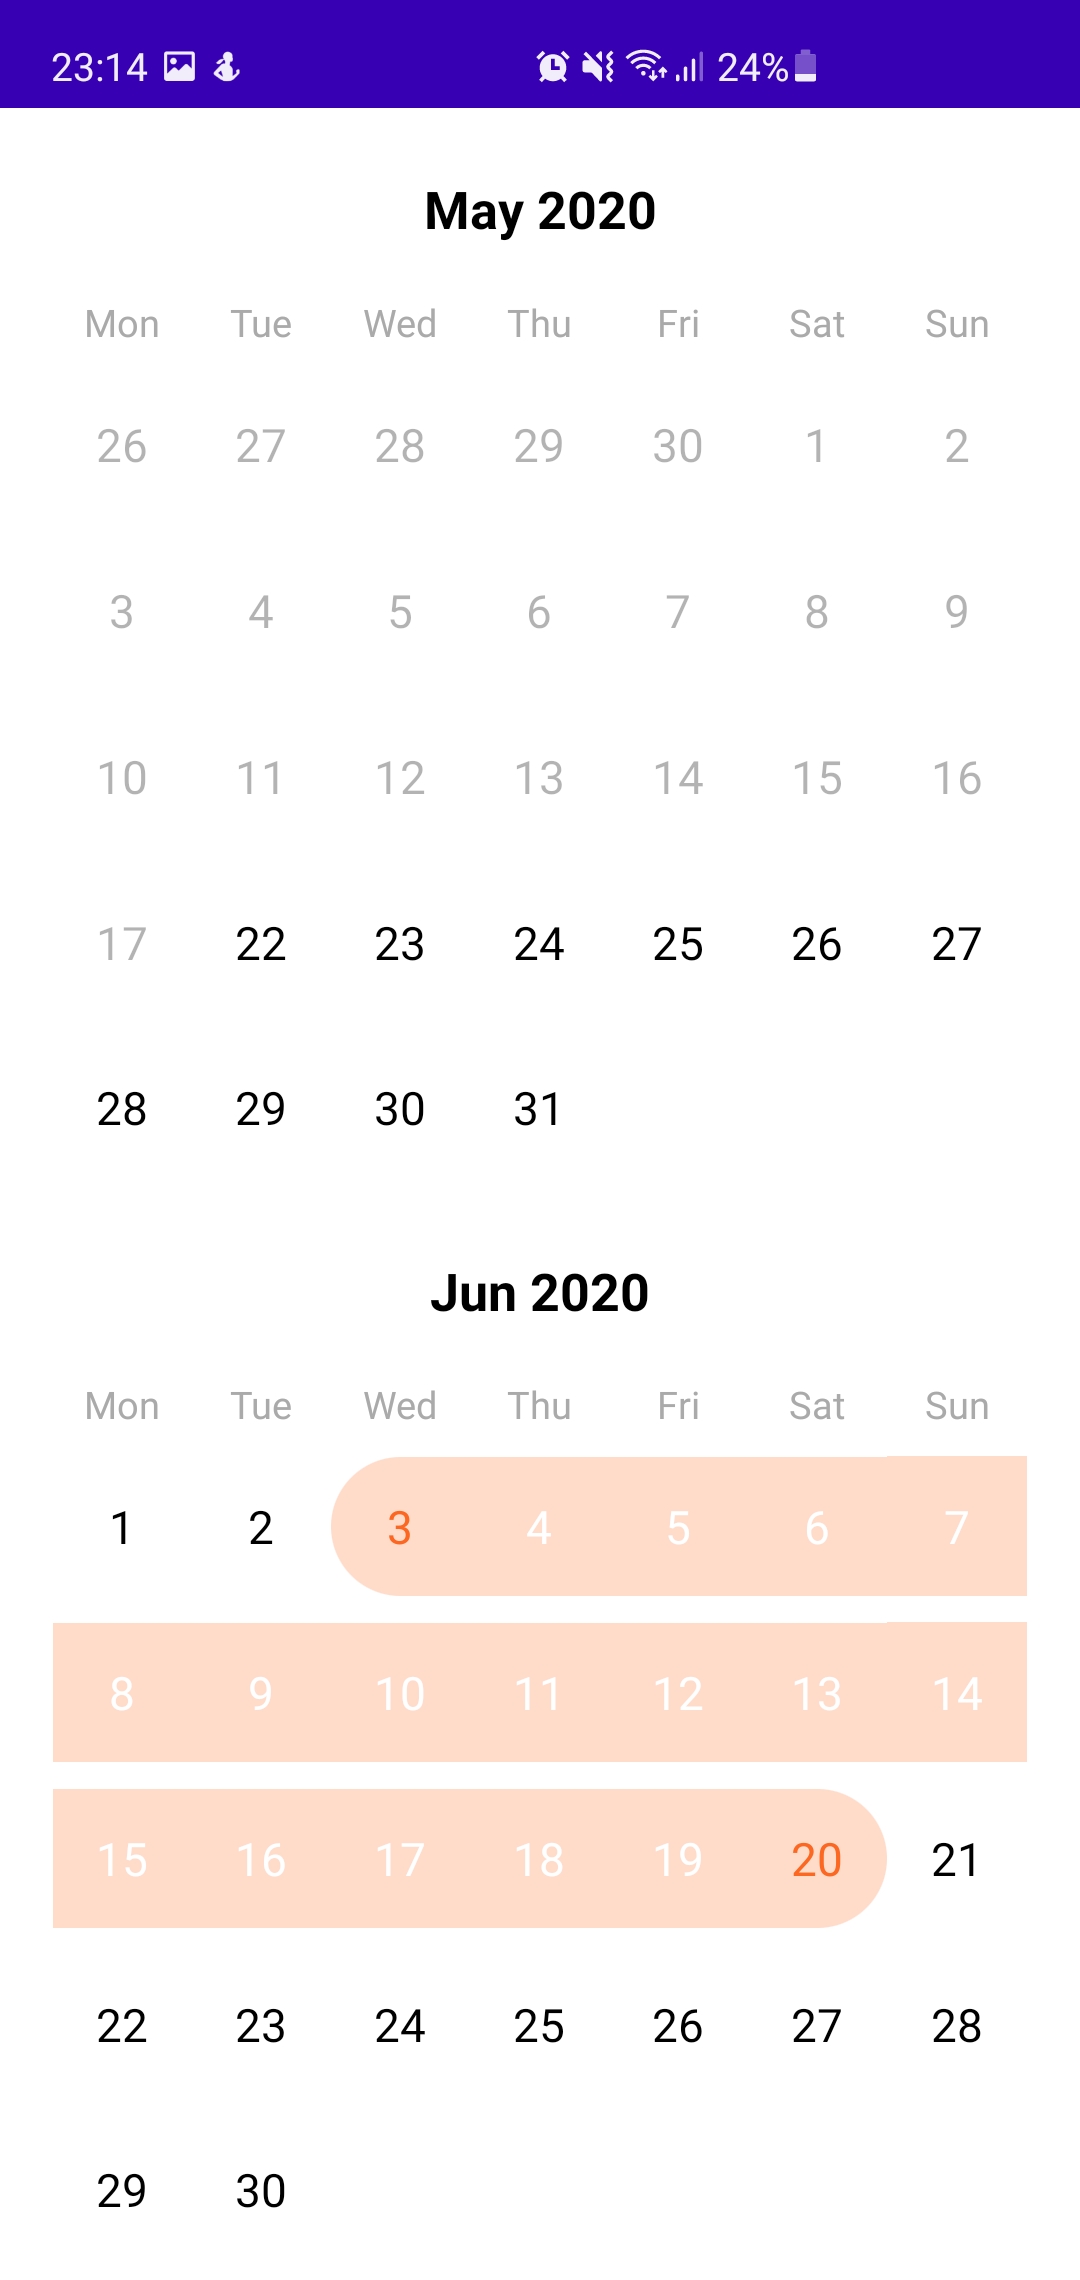 23:14 24%
May 2020
Mon Tue Wed Thu Fri Sat Sun
26 27 28 29 30 1 2
3 4 5 6 7 8 9
10 11 12 13 14 15 16
17 22 23 24 25 26 27
28 29 30 31
Jun 2020
Mon Tue Wed Thu Fri Sat Sun
1 2 3 4 5 6 7
8 9 10 11 12 13 14
15 16 17 18 19 20 21
22 23 24 25 26 27 28
29 30